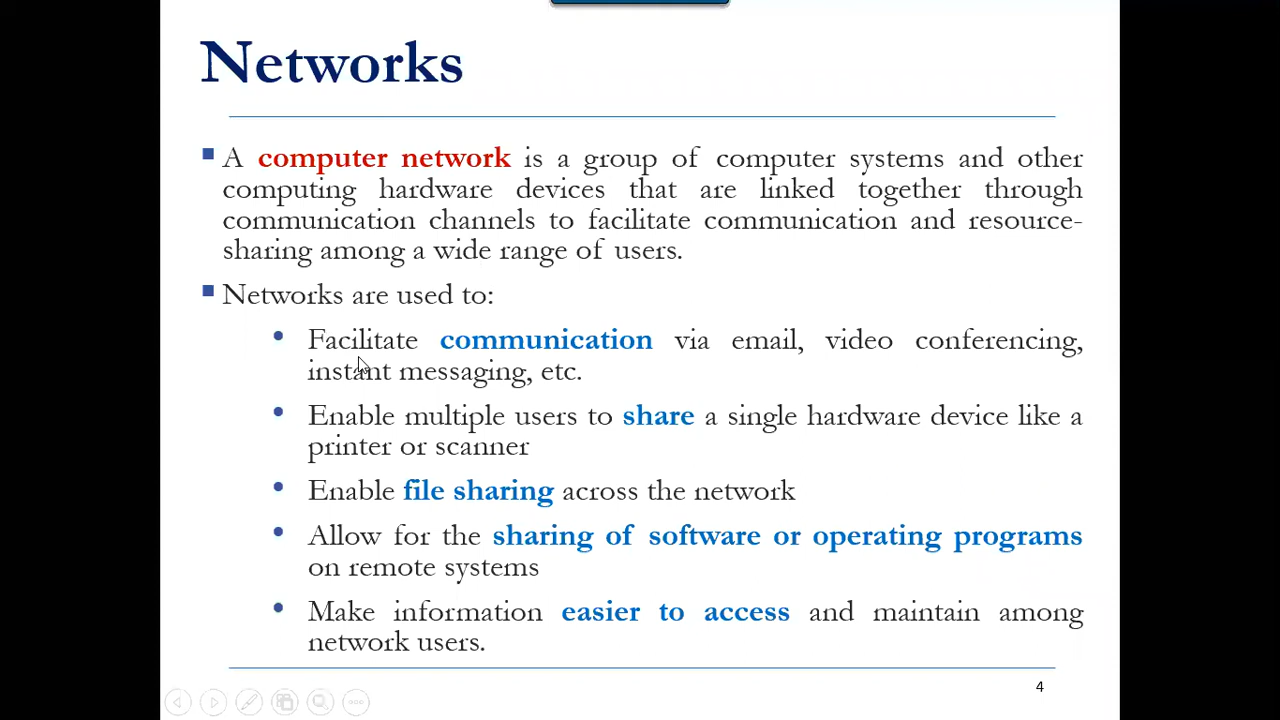 Networks
A computer network is a group of computer systems and other
computing hardware devices that are linked together through
communication channels to facilitate communication and resource-
sharing among a wide range of users.
Networks are used to:
Facilitate communication via email, video conferencing,
instant messaging, etc.
Enable multiple users to share a single hardware device like a
printer or scanner
Enable file sharing across the network
Allow for the sharing of software or operating programs
on remote systems
Make information easier to access and maintain among
network users.
4